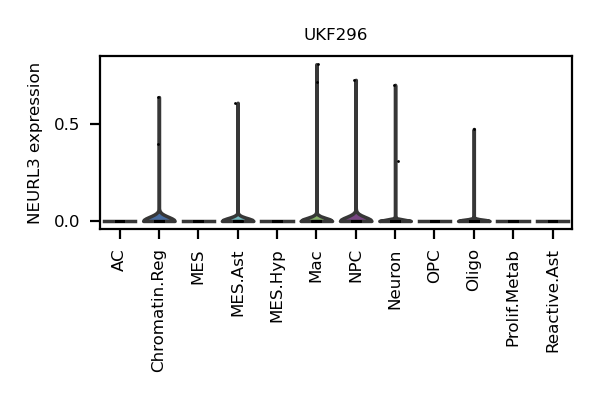 UKF296
NEURL3 expression
0.5
0.0
AC
Chromatin.Reg
MES
MES.Ast
MES.Hyp
Mac
NPC
Neuron
OPC
Oligo
Prolif.Metab
Reactive.Ast